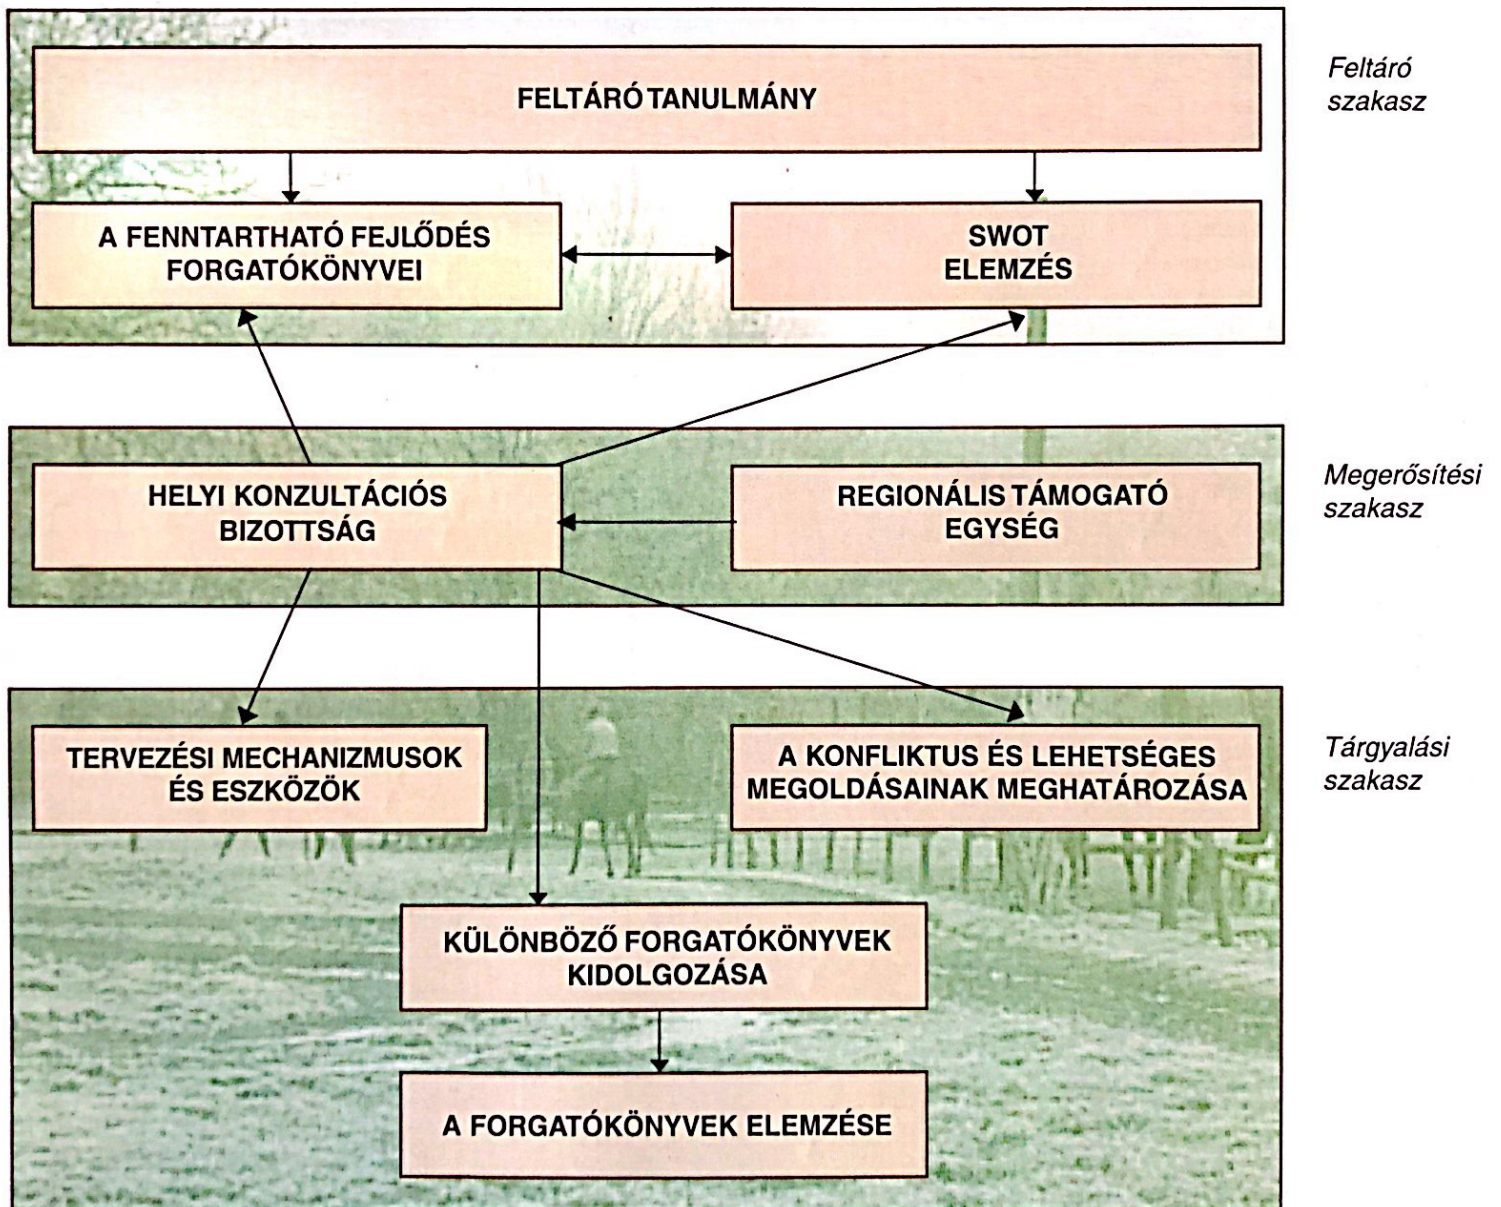 FELTÁRÓ TANULMÁNY
Feltáró
szakasz
A FENNTARTHATÓ FEJLŐDÉS
FORGATÓKÖNYVEI
SWOT
ELEMZÉS
HELYI KONZULTÁCIÓS
BIZOTTSÁG
REGIONÁLIS TÁMOGATÓ
EGYSÉG
Megerősítési
szakasz
TERVEZÉSI MECHANIZMUSOK
ÉS ESZKÖZÖK
A KONFLIKTUS ÉS LEHETSÉGES
MEGOLDÁSAINAK MEGHATÁROZÁSA
Tárgyalási
szakasz
KÜLÖNBÖZŐ FORGATÓKÖNYVEK
KIDOLGOZÁSA
A FORGATÓKÖNYVEK ELEMZÉSE